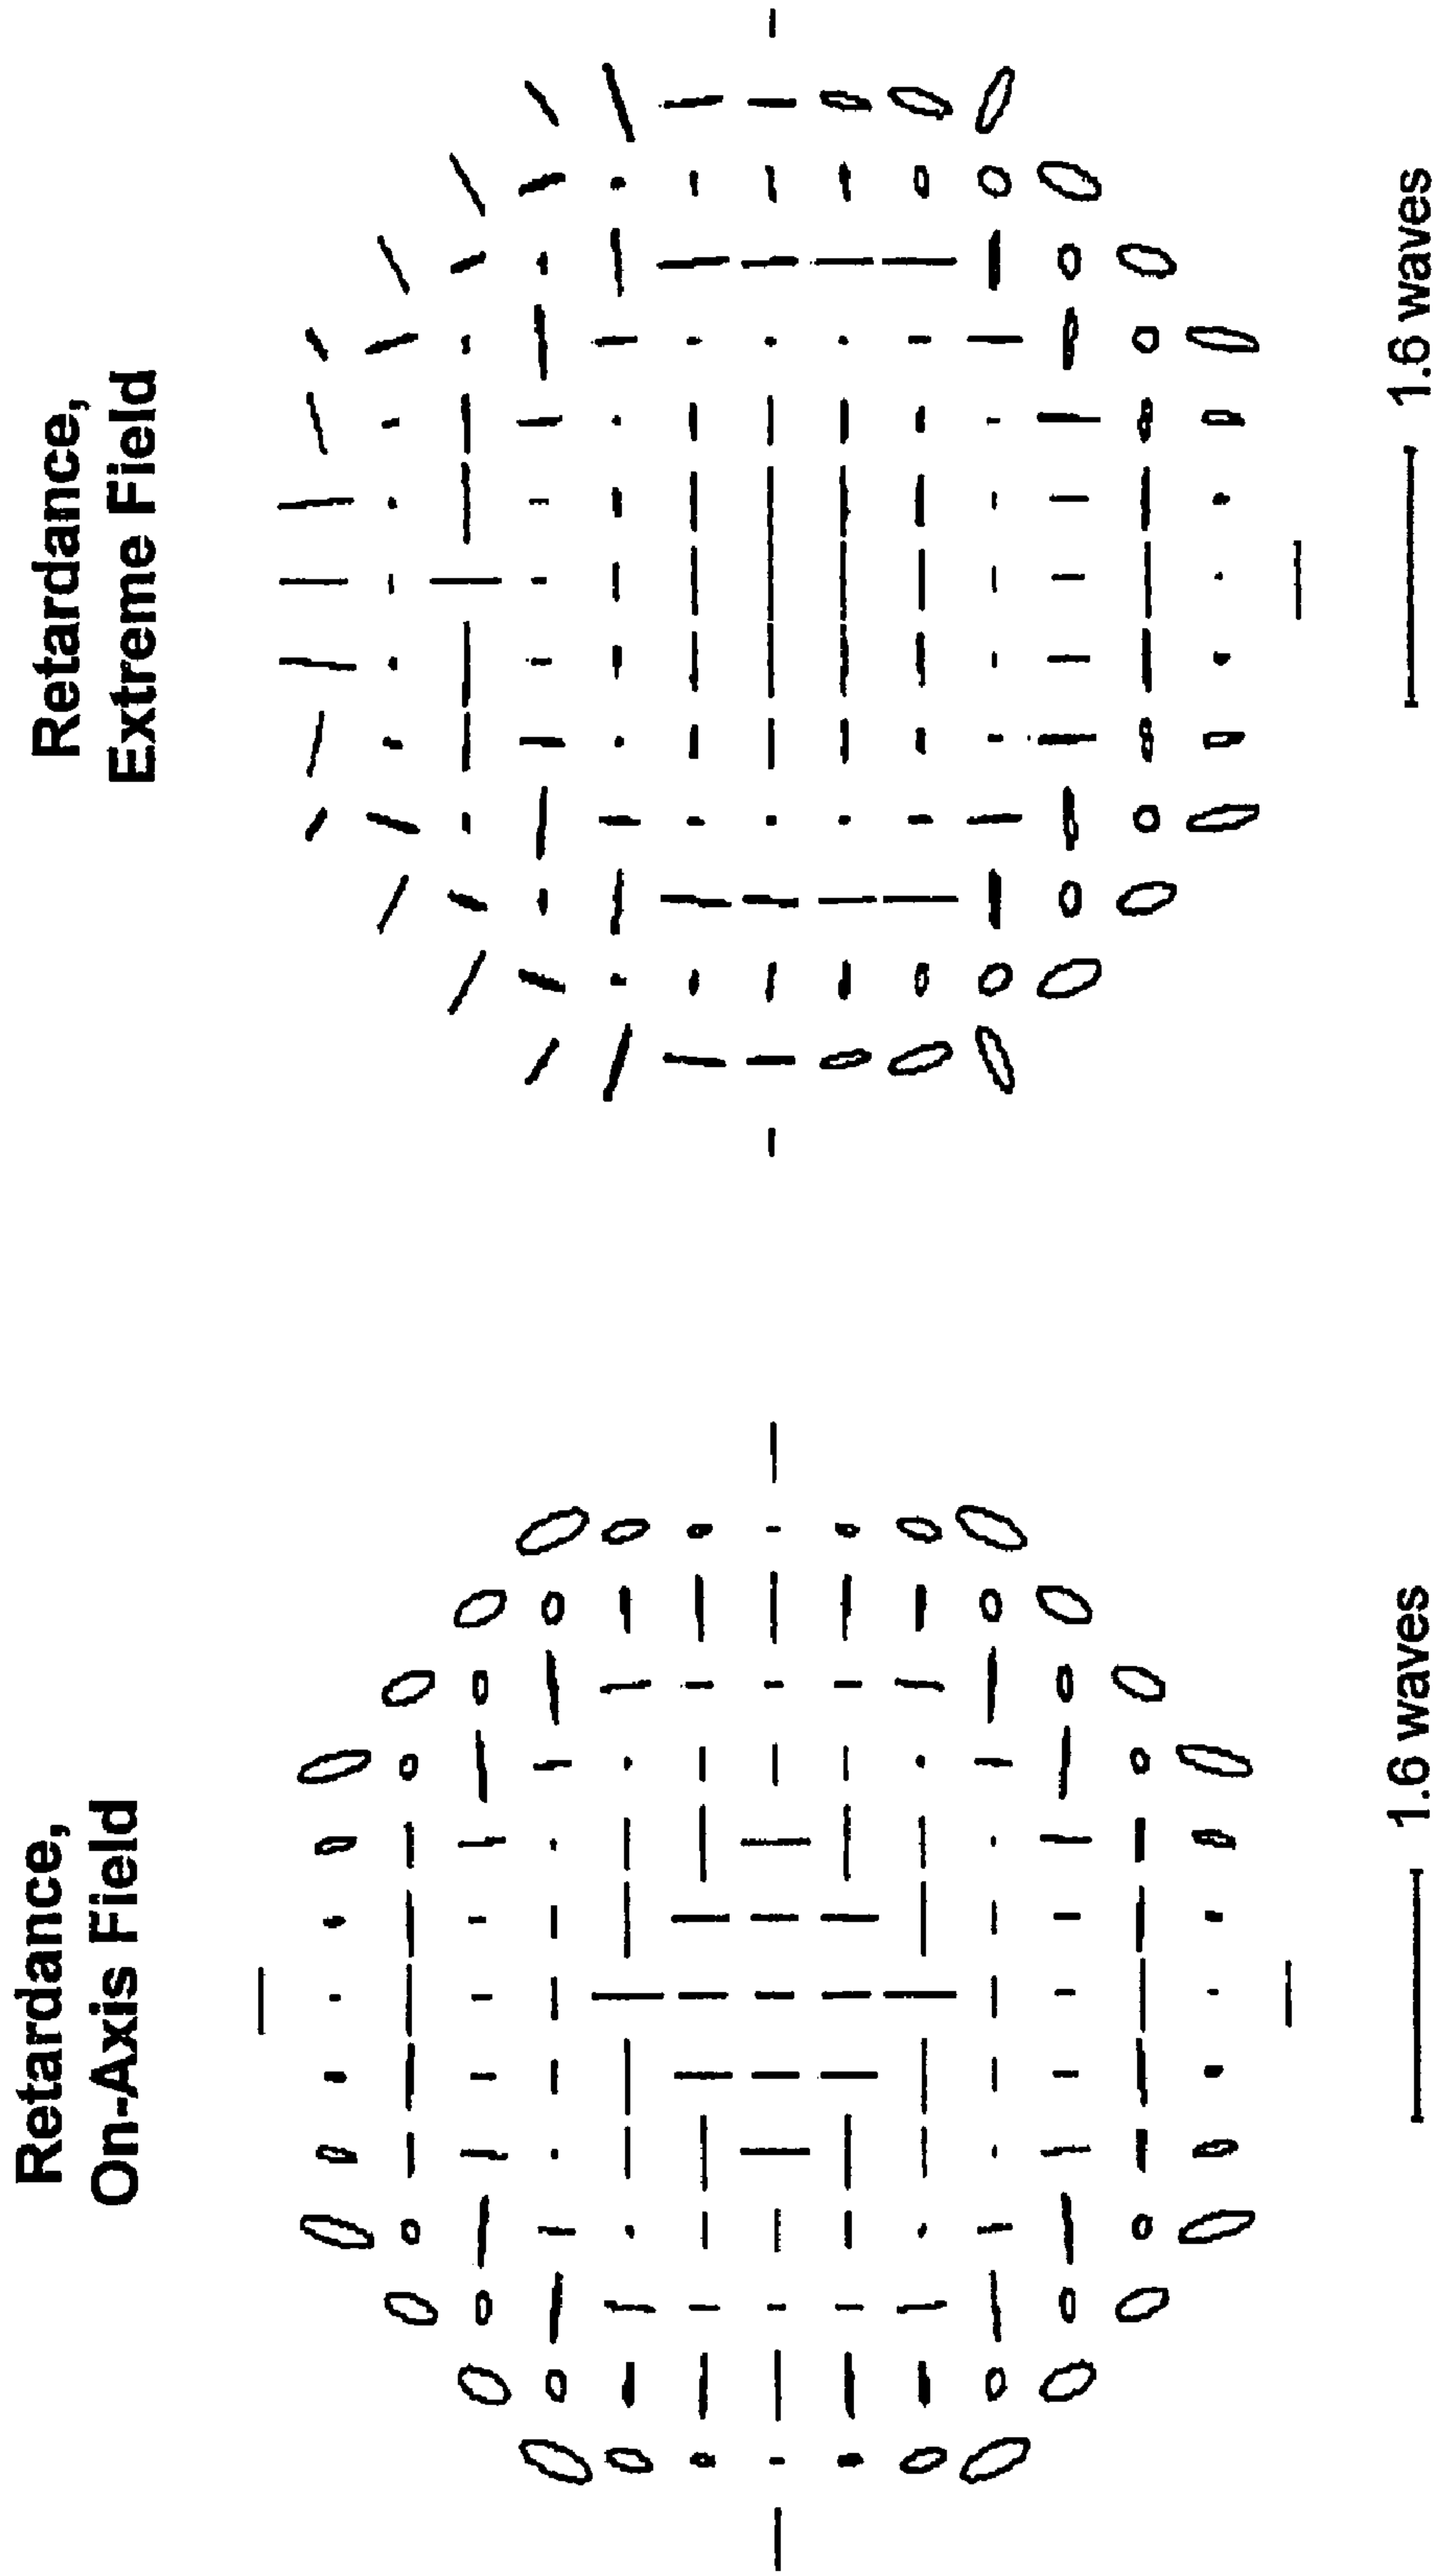 Retardance,
On-Axis Field
1.6 waves
Retardance,
Extreme Field
1.6 waves